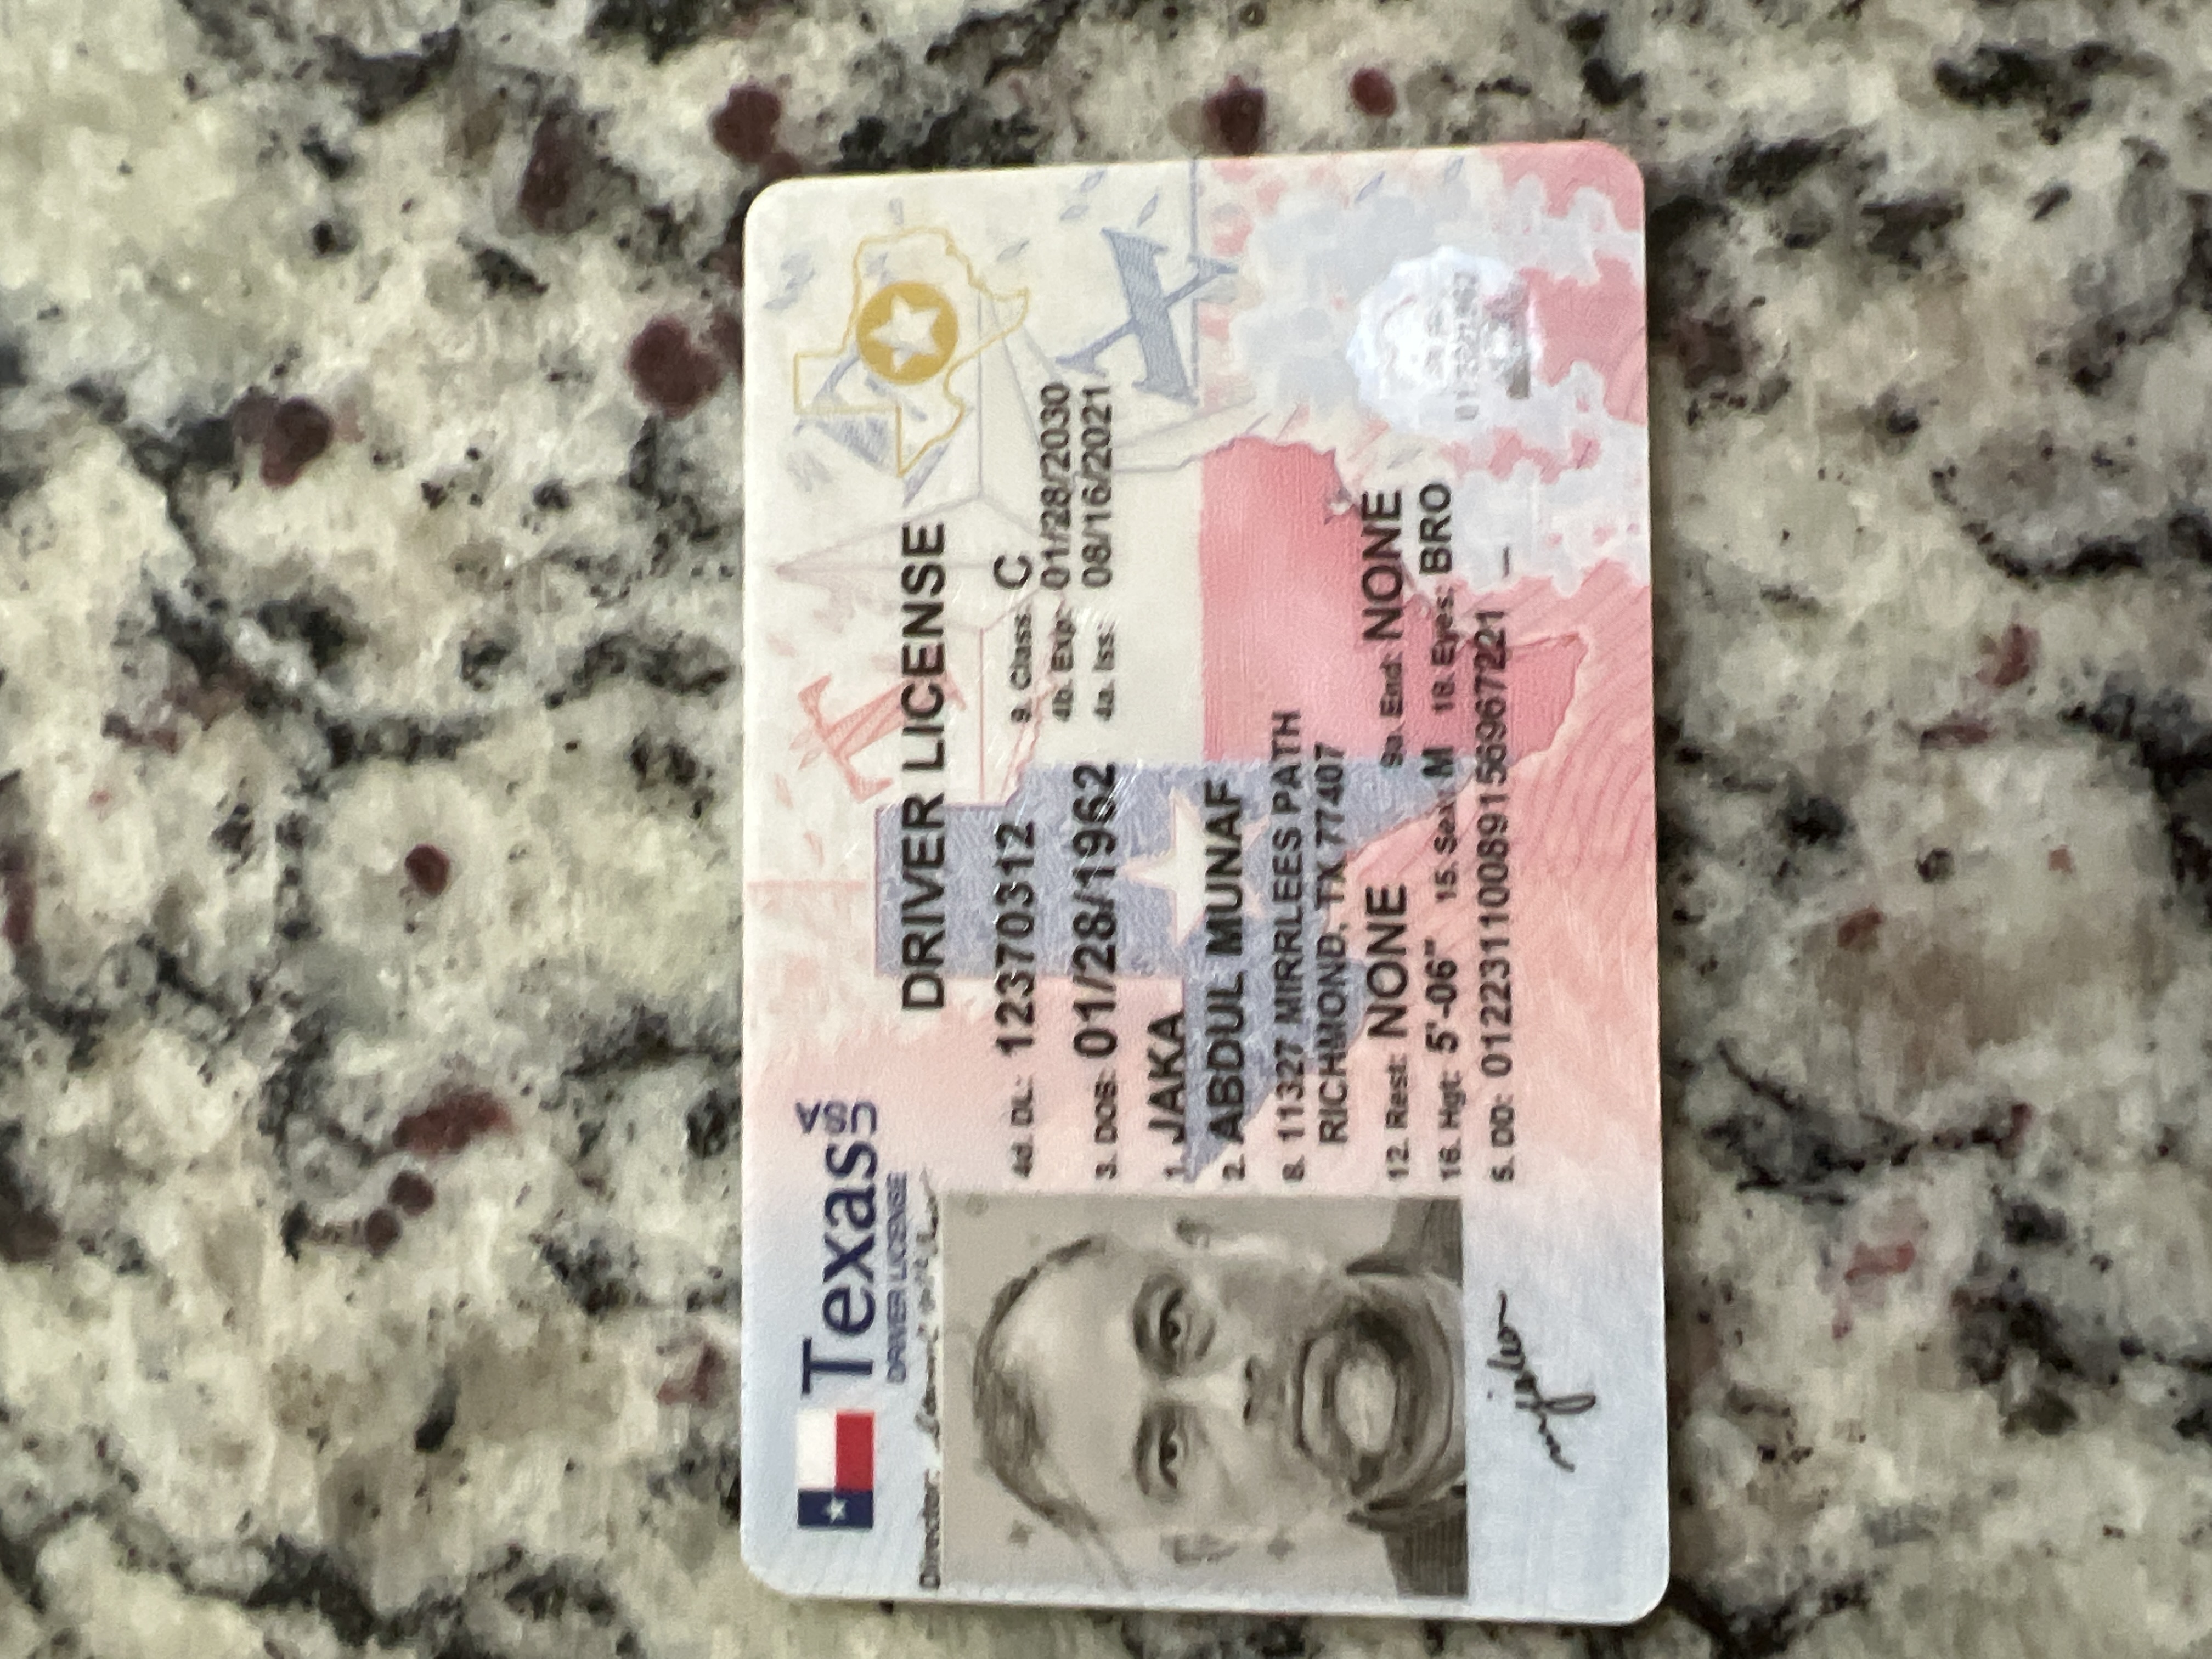 Texas USA
DRIVER LICENSE
Director:
DRIVER LICENSE
4d. DL: 12370312 9. Class: C
4b. Exp: 01/28/2030
3. DOB: 01/28/1962 4a. Iss: 08/16/2021
1. JAKA
2. ABDUL MUNAF
8. 11327 MIRRLEES PATH
RICHMOND, TX 77407
12. Rest: NONE 9a. End: NONE
16. Hgt: 5'-06" 15. Sex: M 18. Eyes: BRO
5. DD: 01223110089156967221